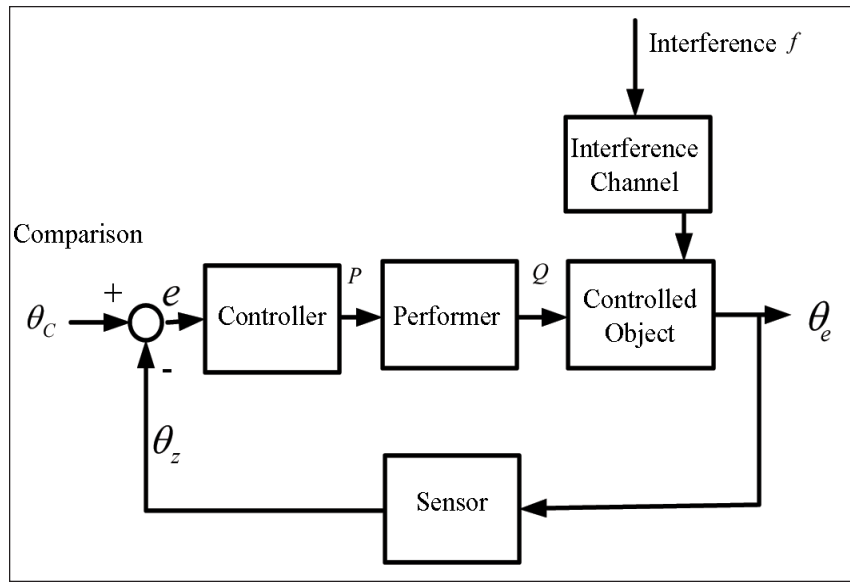 Interference f
Interference
Channel
Comparison
+
θC
e
Controller
P
Performer
Q
Controlled
Object
θe
-
θz
Sensor